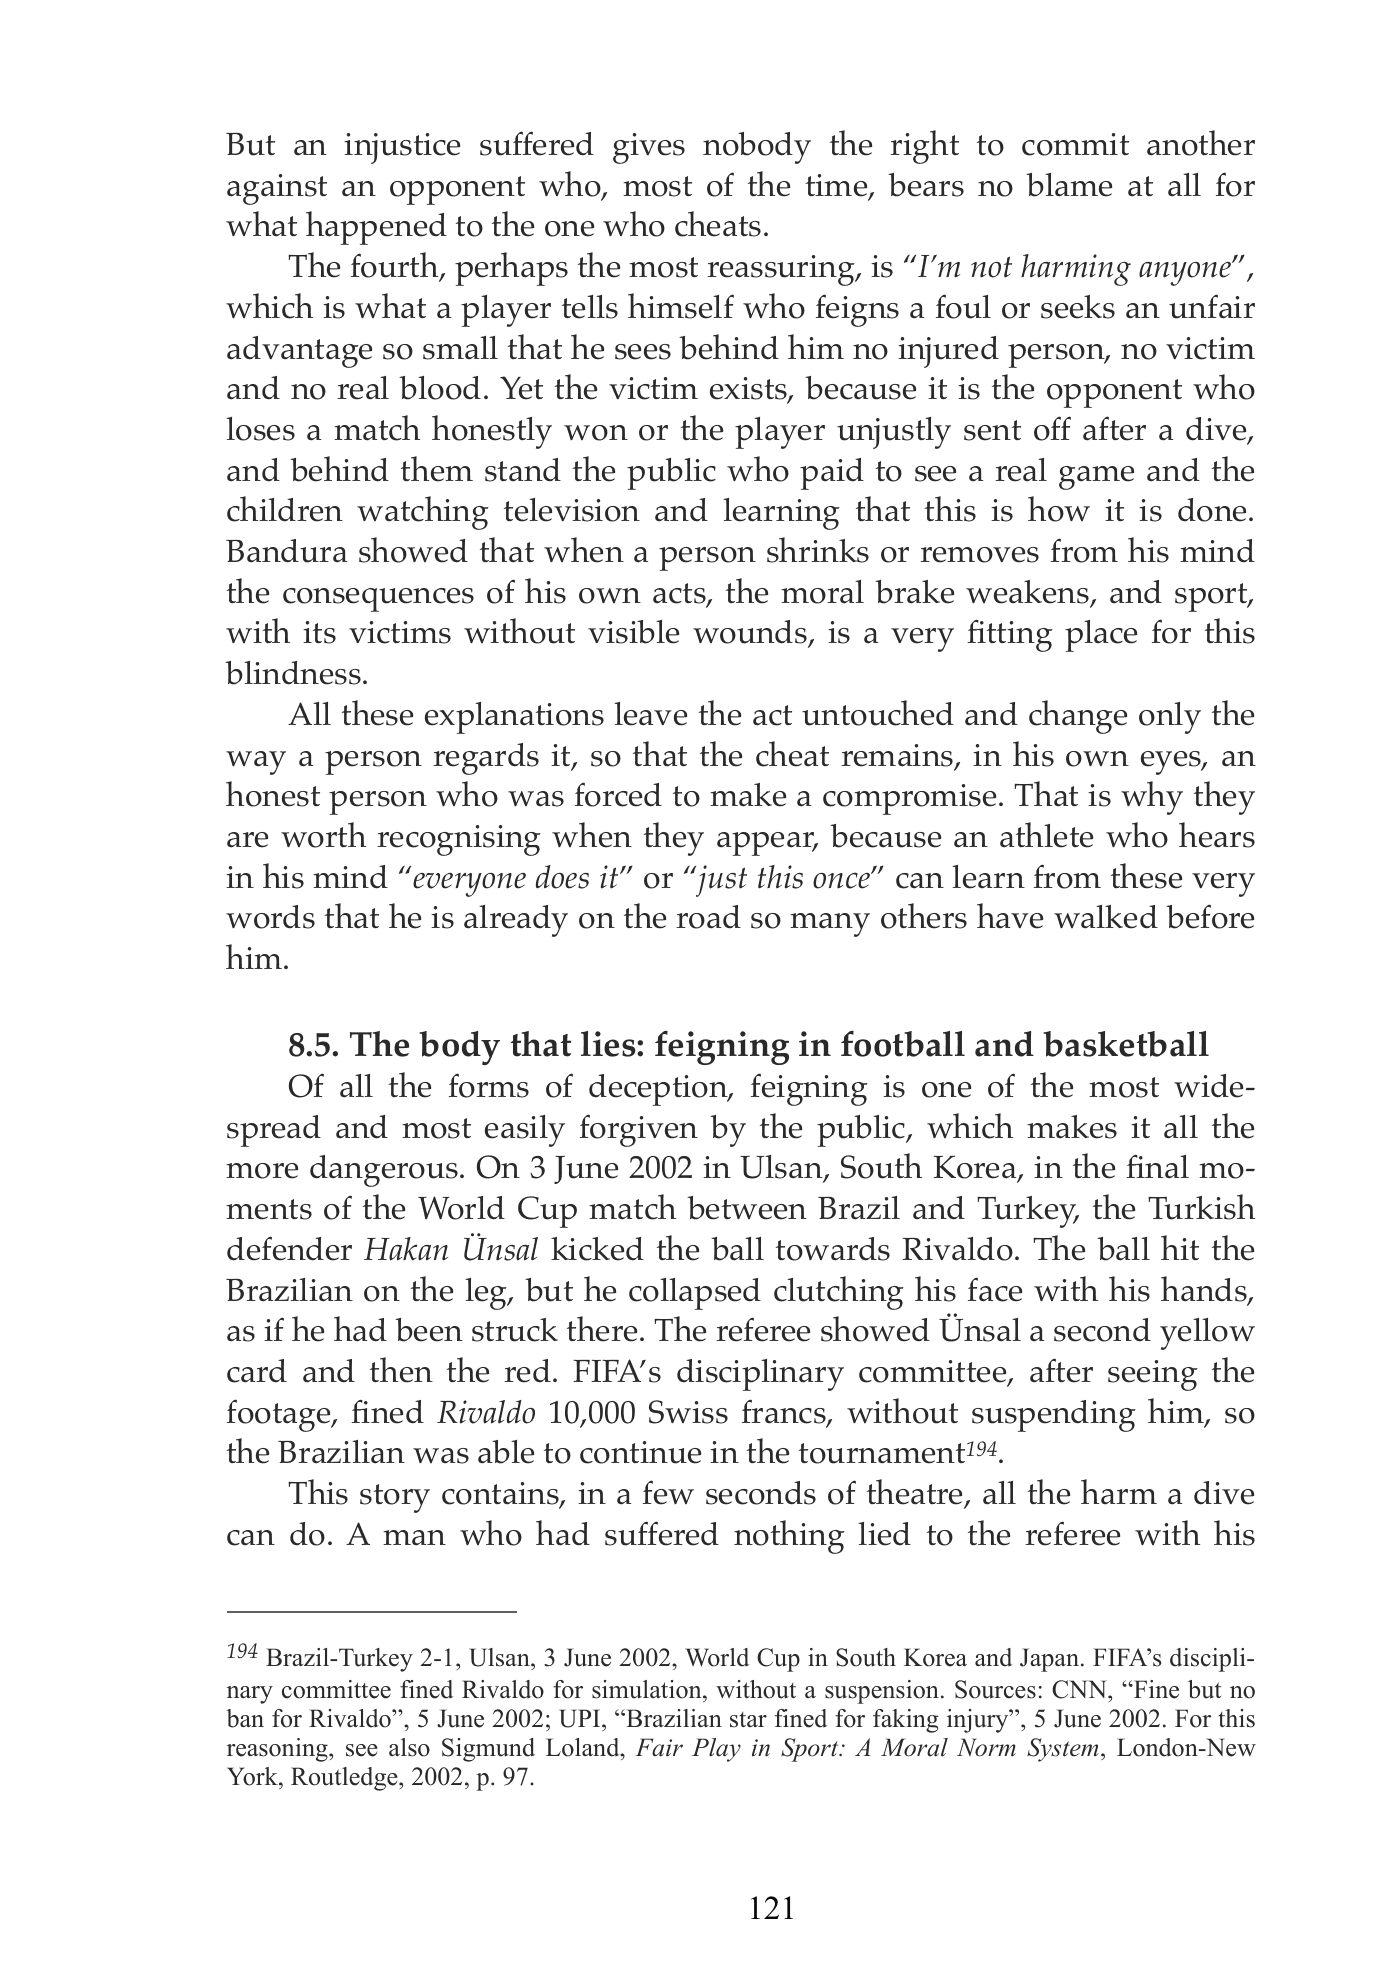 But an injustice suffered gives nobody the right to commit another
against an opponent who, most of the time, bears no blame at all for
what happened to the one who cheats.
The fourth, perhaps the most reassuring, is “I’m not harming anyone”,
which is what a player tells himself who feigns a foul or seeks an unfair
advantage so small that he sees behind him no injured person, no victim
and no real blood. Yet the victim exists, because it is the opponent who
loses a match honestly won or the player unjustly sent off after a dive,
and behind them stand the public who paid to see a real game and the
children watching television and learning that this is how it is done.
Bandura showed that when a person shrinks or removes from his mind
the consequences of his own acts, the moral brake weakens, and sport,
with its victims without visible wounds, is a very fitting place for this
blindness.
All these explanations leave the act untouched and change only the
way a person regards it, so that the cheat remains, in his own eyes, an
honest person who was forced to make a compromise. That is why they
are worth recognising when they appear, because an athlete who hears
in his mind “everyone does it” or “just this once” can learn from these very
words that he is already on the road so many others have walked before
him.
8.5. The body that lies: feigning in football and basketball
Of all the forms of deception, feigning is one of the most wide-
spread and most easily forgiven by the public, which makes it all the
more dangerous. On 3 June 2002 in Ulsan, South Korea, in the final mo-
ments of the World Cup match between Brazil and Turkey, the Turkish
defender Hakan Ünsal kicked the ball towards Rivaldo. The ball hit the
Brazilian on the leg, but he collapsed clutching his face with his hands,
as if he had been struck there. The referee showed Ünsal a second yellow
card and then the red. FIFA’s disciplinary committee, after seeing the
footage, fined Rivaldo 10,000 Swiss francs, without suspending him, so
the Brazilian was able to continue in the tournament194.
This story contains, in a few seconds of theatre, all the harm a dive
can do. A man who had suffered nothing lied to the referee with his
194 Brazil-Turkey 2-1, Ulsan, 3 June 2002, World Cup in South Korea and Japan. FIFA’s discipli-
nary committee fined Rivaldo for simulation, without a suspension. Sources: CNN, “Fine but no
ban for Rivaldo”, 5 June 2002; UPI, “Brazilian star fined for faking injury”, 5 June 2002. For this
reasoning, see also Sigmund Loland, Fair Play in Sport: A Moral Norm System, London-New
York, Routledge, 2002, p. 97.
121